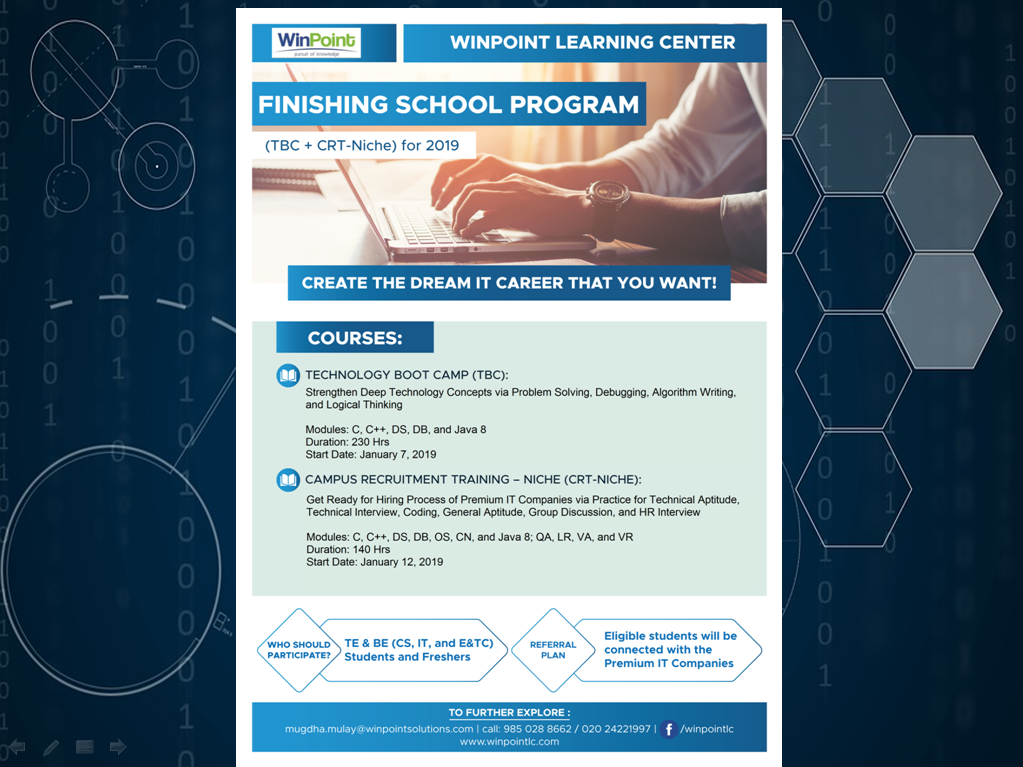 WinPoint
pursuit of knowledge
WINPOINT LEARNING CENTER
FINISHING SCHOOL PROGRAM
(TBC + CRT-Niche) for 2019
CREATE THE DREAM IT CAREER THAT YOU WANT!
COURSES:
TECHNOLOGY BOOT CAMP (TBC):
Strengthen Deep Technology Concepts via Problem Solving, Debugging, Algorithm Writing,
and Logical Thinking
Modules: C, C++, DS, DB, and Java 8
Duration: 230 Hrs
Start Date: January 7, 2019
CAMPUS RECRUITMENT TRAINING – NICHE (CRT-NICHE):
Get Ready for Hiring Process of Premium IT Companies via Practice for Technical Aptitude,
Technical Interview, Coding, General Aptitude, Group Discussion, and HR Interview
Modules: C, C++, DS, DB, OS, CN, and Java 8; QA, LR, VA, and VR
Duration: 140 Hrs
Start Date: January 12, 2019
WHO SHOULD
PARTICIPATE?
TE & BE (CS, IT, and E&TC)
Students and Freshers
REFERRAL
PLAN
Eligible students will be
connected with the
Premium IT Companies
TO FURTHER EXPLORE :
mugdha.mulay@winpointsolutions.com | call: 985 028 8662 / 020 24221997 | f /winpointlc
www.winpointlc.com